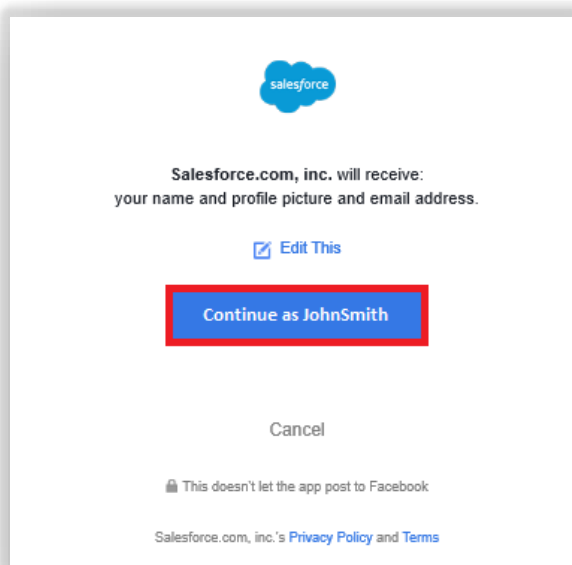 salesforce
Salesforce.com, inc. will receive:
your name and profile picture and email address.
Edit This
Continue as JohnSmith
Cancel
This doesn't let the app post to Facebook
Salesforce.com, inc.'s Privacy Policy and Terms